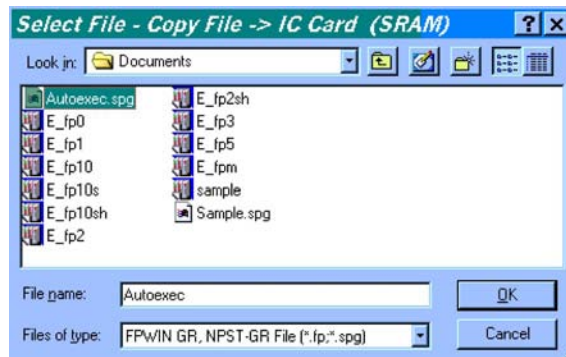 Select File - Copy File -> IC Card (SRAM)
Look in: Documents
Autoexec.spg
E_fp0
E_fp1
E_fp10
E_fp10s
E_fp10sh
E_fp2
E_fp2sh
E_fp3
E_fp5
E_fpm
sample
Sample.spg
File name: Autoexec
OK
Files of type: FPWIN GR, NPST-GR File (*.fp;*.spg)
Cancel